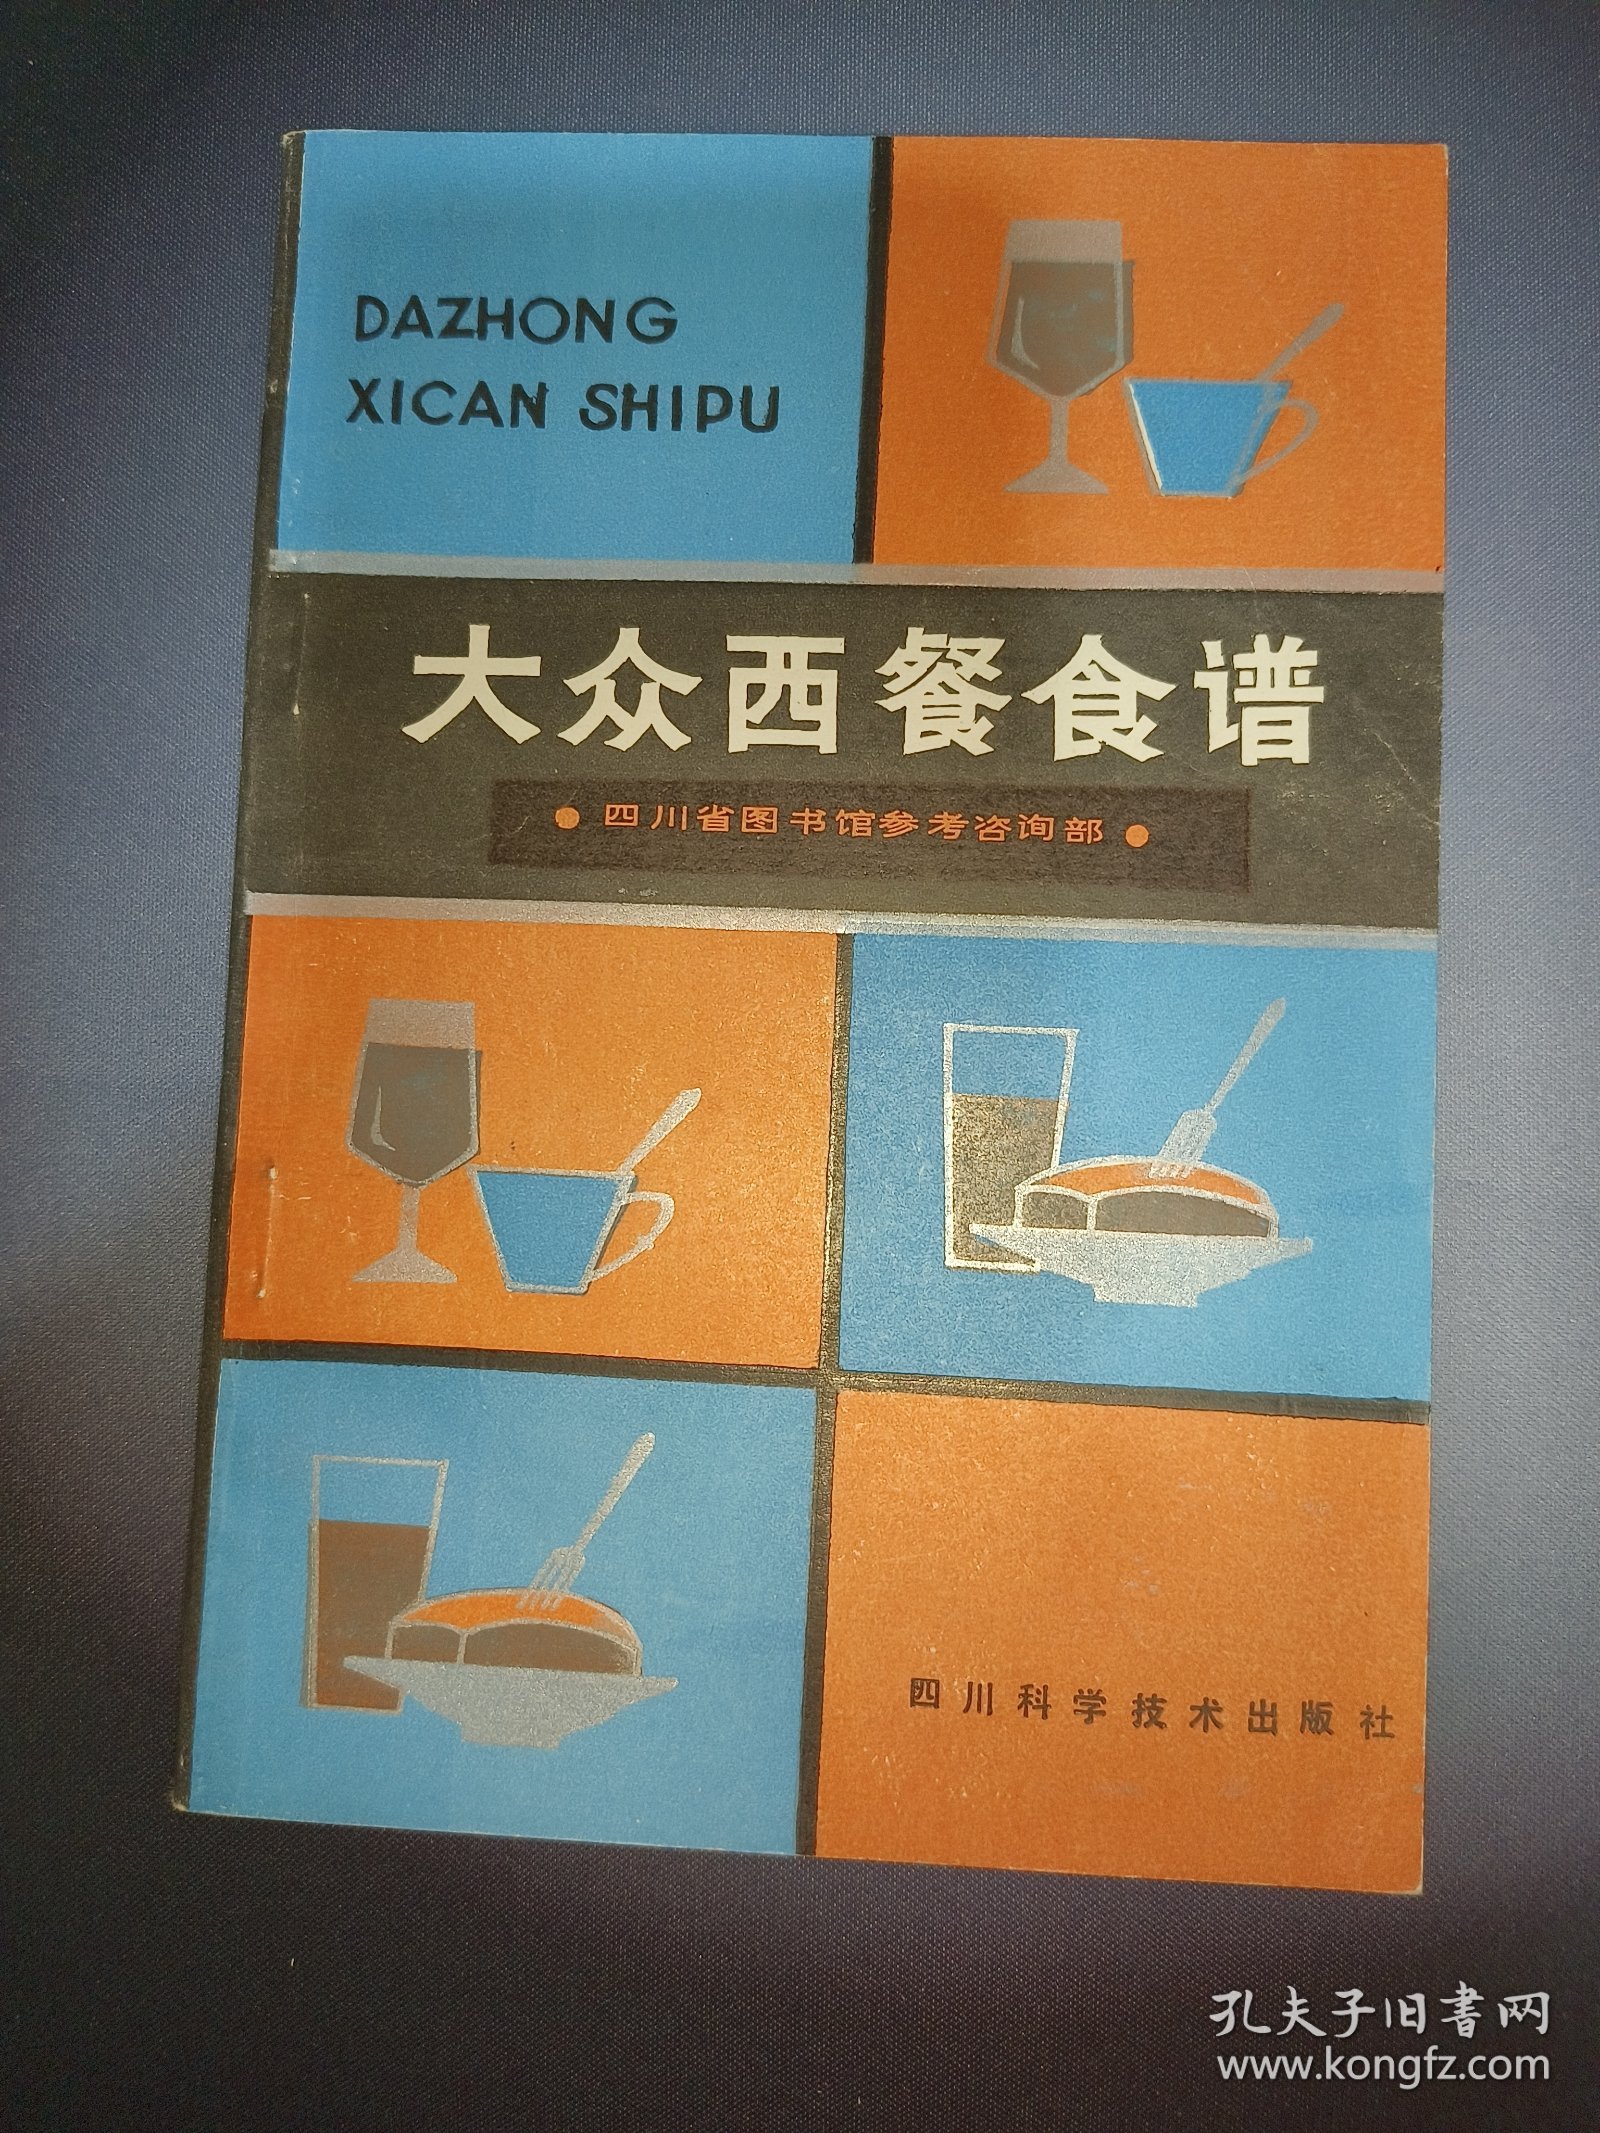 DAZHONG
XICAN SHIPU
大众西餐食谱
•四川省图书馆参考咨询部•
四川科学技术出版社
孔夫子旧書网
www.kongfz.com